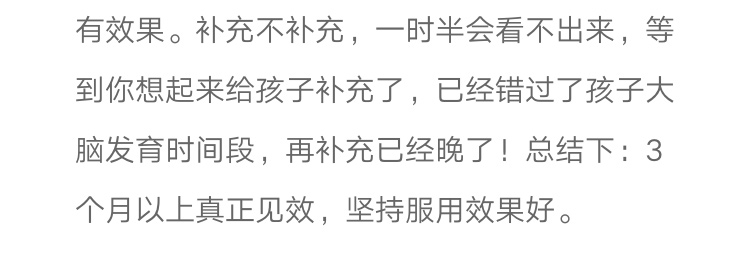 有效果。补充不补充，一时半会看不出来，等
到你想起来给孩子补充了，已经错过了孩子大
脑发育时间段，再补充已经晚了！总结下：3
个月以上真正见效，坚持服用效果好。